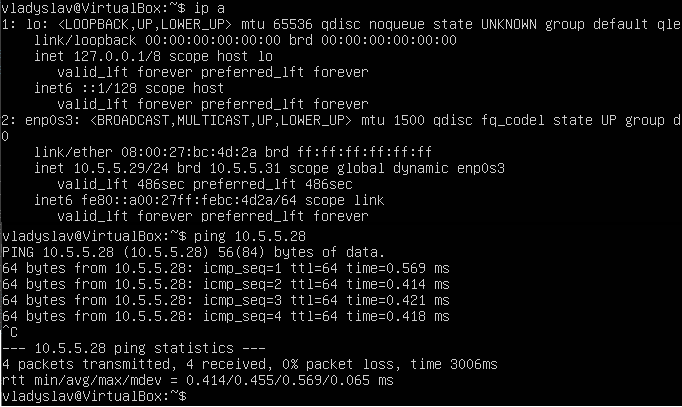 vladyslav@VirtualBox:~$ ip a
1: lo: <LOOPBACK,UP,LOWER_UP> mtu 65536 qdisc noqueue state UNKNOWN group default qle
link/loopback 00:00:00:00:00:00 brd 00:00:00:00:00:00
inet 127.0.0.1/8 scope host lo
valid_lft forever preferred_lft forever
inet6 ::1/128 scope host
valid_lft forever preferred_lft forever
2: enp0s3: <BROADCAST,MULTICAST,UP,LOWER_UP> mtu 1500 qdisc fq_codel state UP group d
0
link/ether 08:00:27:bc:4d:2a brd ff:ff:ff:ff:ff:ff
inet 10.5.5.29/24 brd 10.5.5.31 scope global dynamic enp0s3
valid_lft 486sec preferred_lft 486sec
inet6 fe80::a00:27ff:febc:4d2a/64 scope link
valid_lft forever preferred_lft forever
vladyslav@VirtualBox:~$ ping 10.5.5.28
PING 10.5.5.28 (10.5.5.28) 56(84) bytes of data.
64 bytes from 10.5.5.28: icmp_seq=1 ttl=64 time=0.569 ms
64 bytes from 10.5.5.28: icmp_seq=2 ttl=64 time=0.414 ms
64 bytes from 10.5.5.28: icmp_seq=3 ttl=64 time=0.421 ms
64 bytes from 10.5.5.28: icmp_seq=4 ttl=64 time=0.418 ms
^C
--- 10.5.5.28 ping statistics ---
4 packets transmitted, 4 received, 0% packet loss, time 3006ms
rtt min/avg/max/mdev = 0.414/0.455/0.569/0.065 ms
vladyslav@VirtualBox:~$